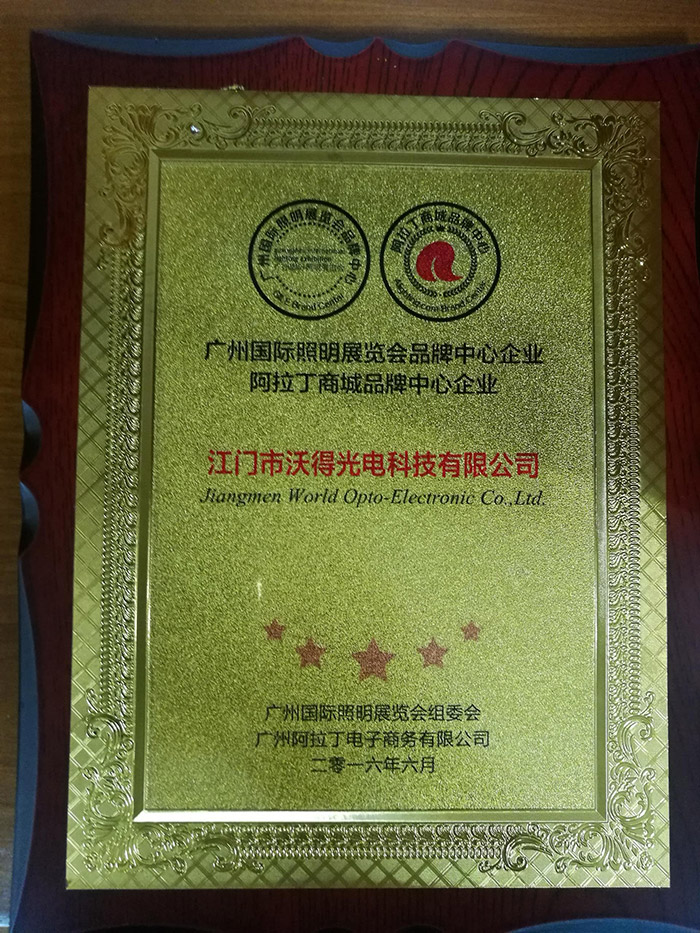 广州国际照明展览会品牌中心
GILE Brand Center
阿拉丁商城品牌中心
广州国际照明展览会品牌中心企业
阿拉丁商城品牌中心企业
江门市沃得光电科技有限公司
Jiangmen World Opto-Electronic Co.,Ltd.
广州国际照明展览会组委会
广州阿拉丁电子商务有限公司
二零一六年六月